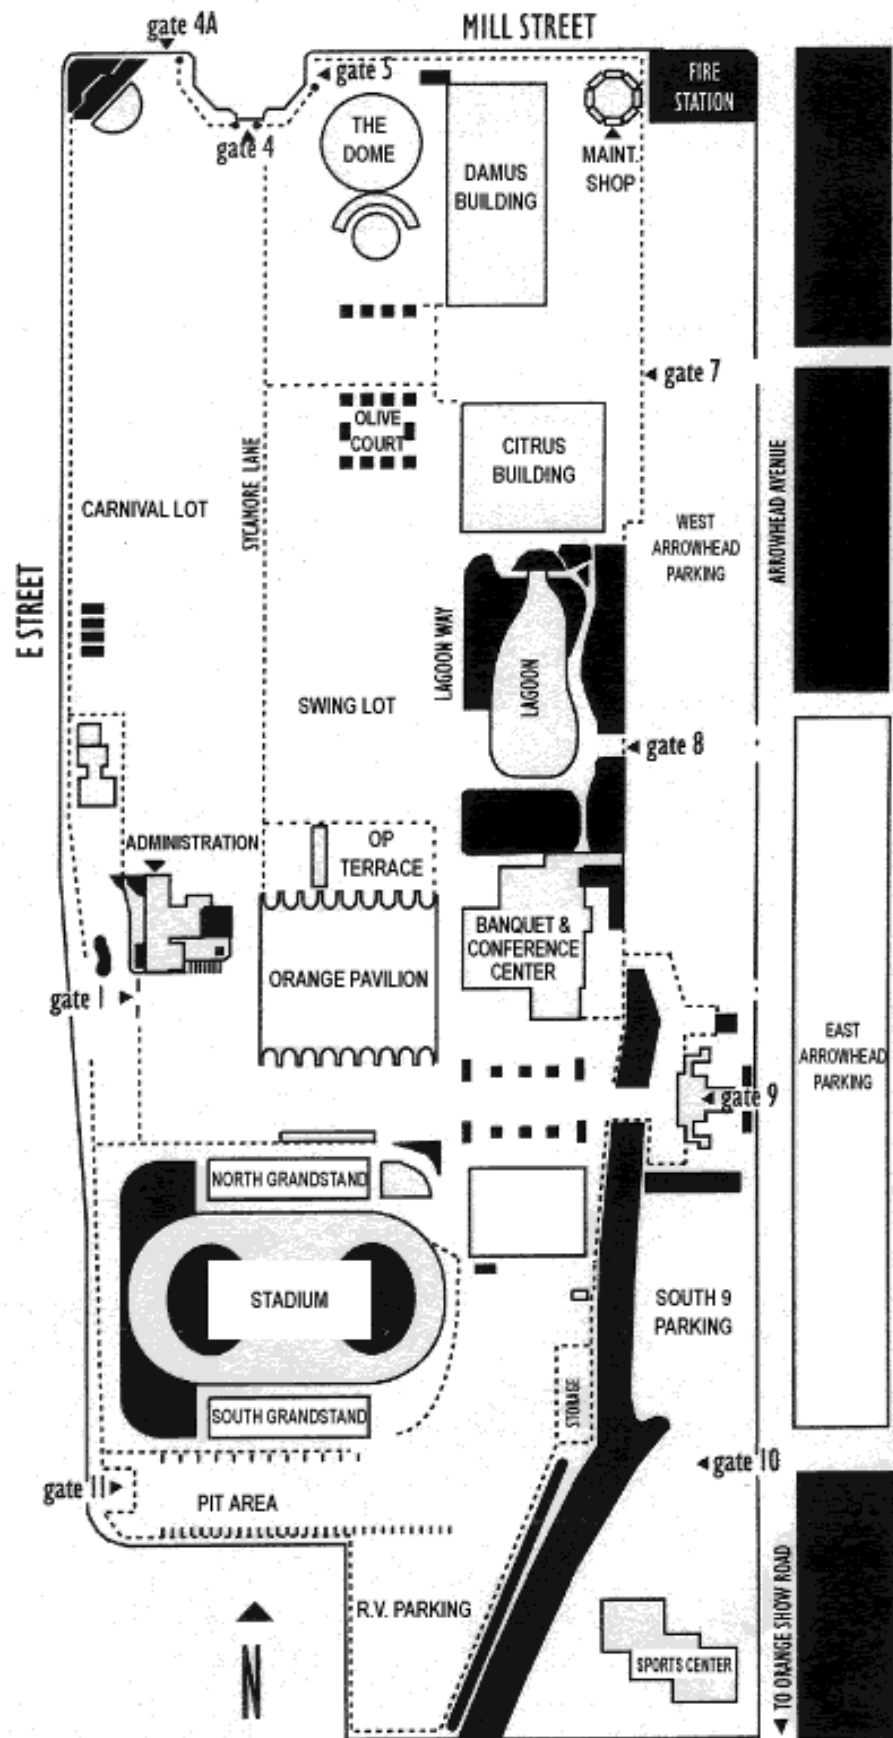 gate 4A
MILL STREET
gate 5
FIRE
STATION
THE
DOME
gate 4
MAINT.
SHOP
DAMUS
BUILDING
gate 7
OLIVE
COURT
CITRUS
BUILDING
SYCAMORE LANE
ARROWHEAD AVENUE
CARNIVAL LOT
WEST
ARROWHEAD
PARKING
E STREET
LAGOON WAY
LAGOON
SWING LOT
gate 8
ADMINISTRATION
OP
TERRACE
BANQUET &
CONFERENCE
CENTER
ORANGE PAVILION
gate 1
EAST
ARROWHEAD
PARKING
gate 9
NORTH GRANDSTAND
STADIUM
SOUTH 9
PARKING
STORAGE
SOUTH GRANDSTAND
gate 10
gate 11
PIT AREA
R.V. PARKING
TO ORANGE SHOW ROAD
SPORTS CENTER
N